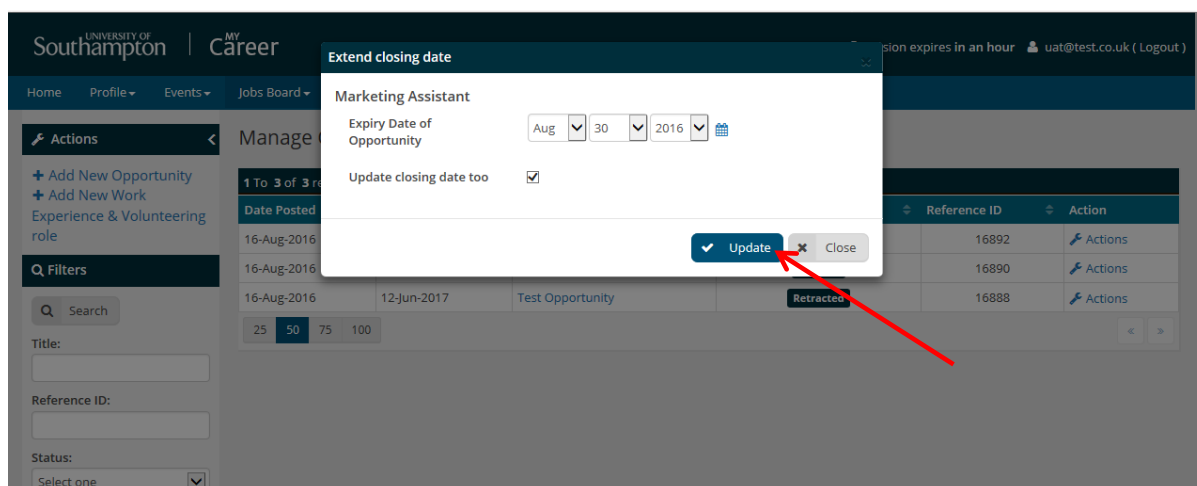 UNIVERSITY OF
Southampton
MY
Career
sion expires in an hour uat@test.co.uk ( Logout )
Home Profile Events Jobs Board
Extend closing date
Marketing Assistant
Expiry Date of
Opportunity
Aug 30 2016
Update closing date too
Update Close
Actions
+ Add New Opportunity
+ Add New Work
Experience & Volunteering
role
Filters
Search
Title:
Reference ID:
Status:
Select one
Manage
1 To 3 of 3 re
Date Posted Reference ID Action
16-Aug-2016 16892 Actions
16-Aug-2016 16890 Actions
16-Aug-2016 12-Jun-2017 Test Opportunity Retracted 16888 Actions
25 50 75 100 « »